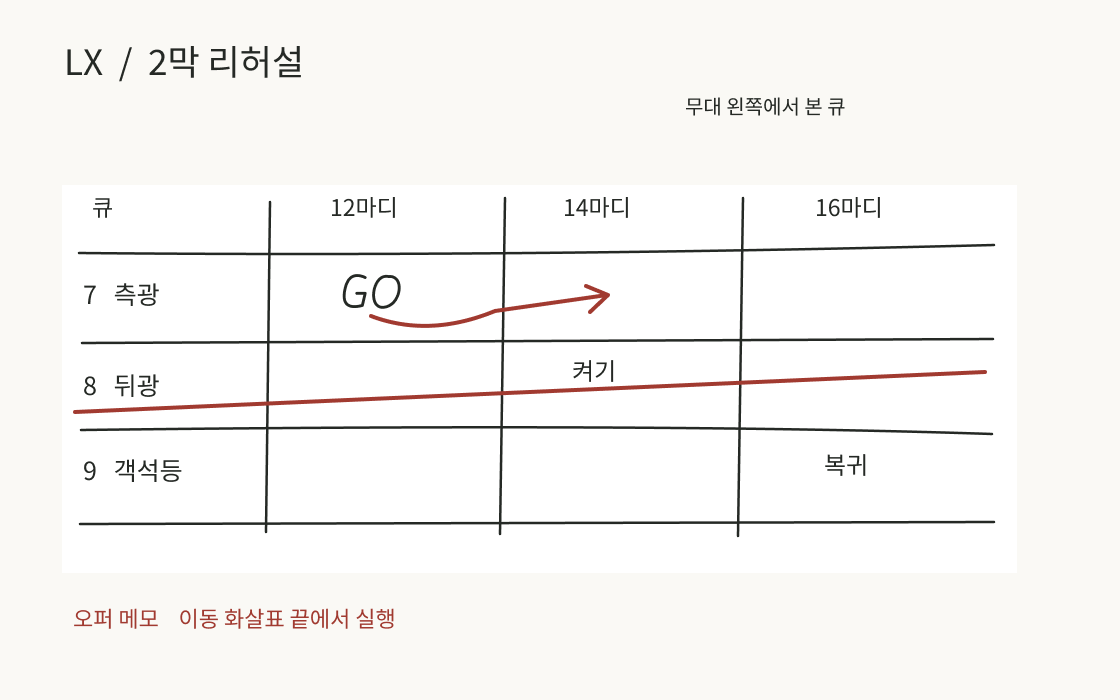 LX / 2막 리허설
무대 왼쪽에서 본 큐
큐 12마디 14마디 16마디
7 측광 GO
8 뒤광 켜기
9 객석등 복귀
오퍼 메모 이동 화살표 끝에서 실행